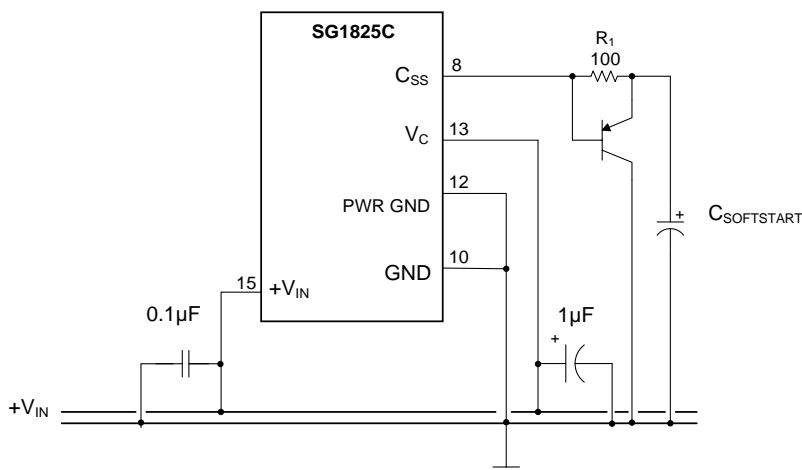 SG1825C
R1
100
CSS
8
VC
13
PWR GND
12
GND
10
15
+VIN
0.1µF
1µF
+
+
CSOFTSTART
+VIN